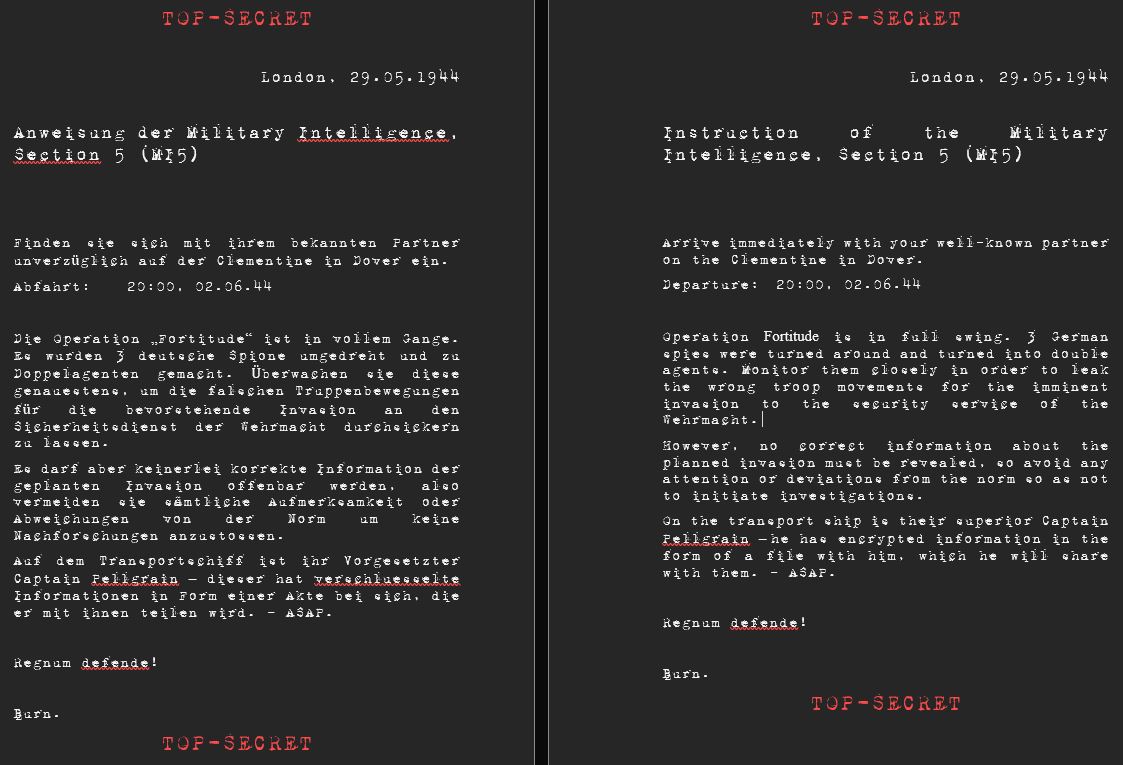 TOP-SECRET
London, 29.05.1944
Anweisung der Military Intelligence,
Section 5 (MI5)
Finden sie sich mit ihrem bekannten Partner
unverzüglich auf der Clementine in Dover ein.
Abfahrt: 20:00, 02.06.44
Die Operation „Fortitude“ ist in vollem Gange.
Es wurden 3 deutsche Spione umgedreht und zu
Doppelagenten gemacht. Überwachen sie diese
genauestens, um die falschen Truppenbewegungen
für die bevorstehende Invasion an den
Sicherheitsdienst der Wehrmacht durchsickern
zu lassen.
Es darf aber keinerlei korrekte Information der
geplanten Invasion offenbar werden, also
vermeiden sie sämtliche Aufmerksamkeit oder
Abweichungen von der Norm um keine
Nachforschungen anzustossen.
Auf dem Transportschiff ist ihr Vorgesetzter
Captain Pellgrain – dieser hat verschluesselte
Informationen in Form einer Akte bei sich, die
er mit ihnen teilen wird. - ASAP.
Regnum defende!
Burn.
TOP-SECRET
TOP-SECRET
London, 29.05.1944
Instruction of the Military
Intelligence, Section 5 (MI5)
Arrive immediately with your well-known partner
on the Clementine in Dover.
Departure: 20:00, 02.06.44
Operation Fortitude is in full swing. 3 German
spies were turned around and turned into double
agents. Monitor them closely in order to leak
the wrong troop movements for the imminent
invasion to the security service of the
Wehrmacht.
However, no correct information about the
planned invasion must be revealed, so avoid any
attention or deviations from the norm so as not
to initiate investigations.
On the transport ship is their superior Captain
Pellgrain –he has encrypted information in the
form of a file with him, which he will share
with them. - ASAP.
Regnum defende!
Burn.
TOP-SECRET